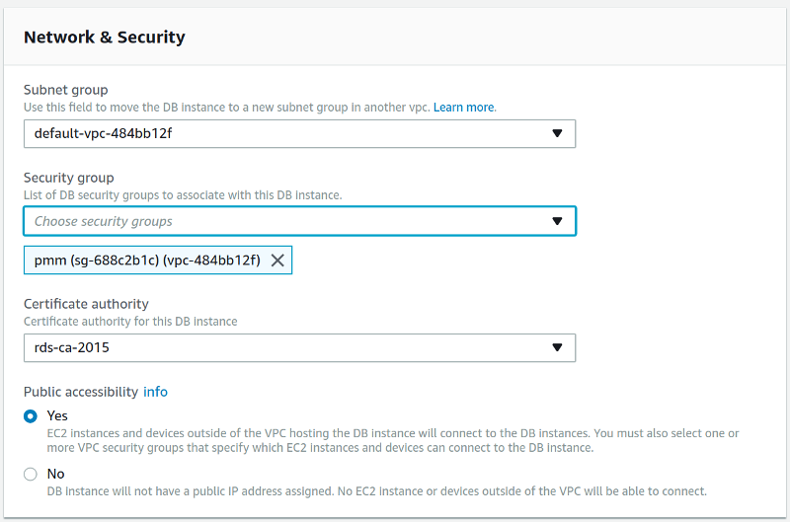 Network & Security
Subnet group
Use this field to move the DB instance to a new subnet group in another vpc. Learn more.
default-vpc-484bb12f
Security group
List of DB security groups to associate with this DB instance.
Choose security groups
pmm (sg-688c2b1c) (vpc-484bb12f)
Certificate authority
Certificate authority for this DB instance
rds-ca-2015
Public accessibility info
Yes
EC2 instances and devices outside of the VPC hosting the DB instance will connect to the DB instances. You must also select one or
more VPC security groups that specify which EC2 instances and devices can connect to the DB instance.
No
DB instance will not have a public IP address assigned. No EC2 instance or devices outside of the VPC will be able to connect.